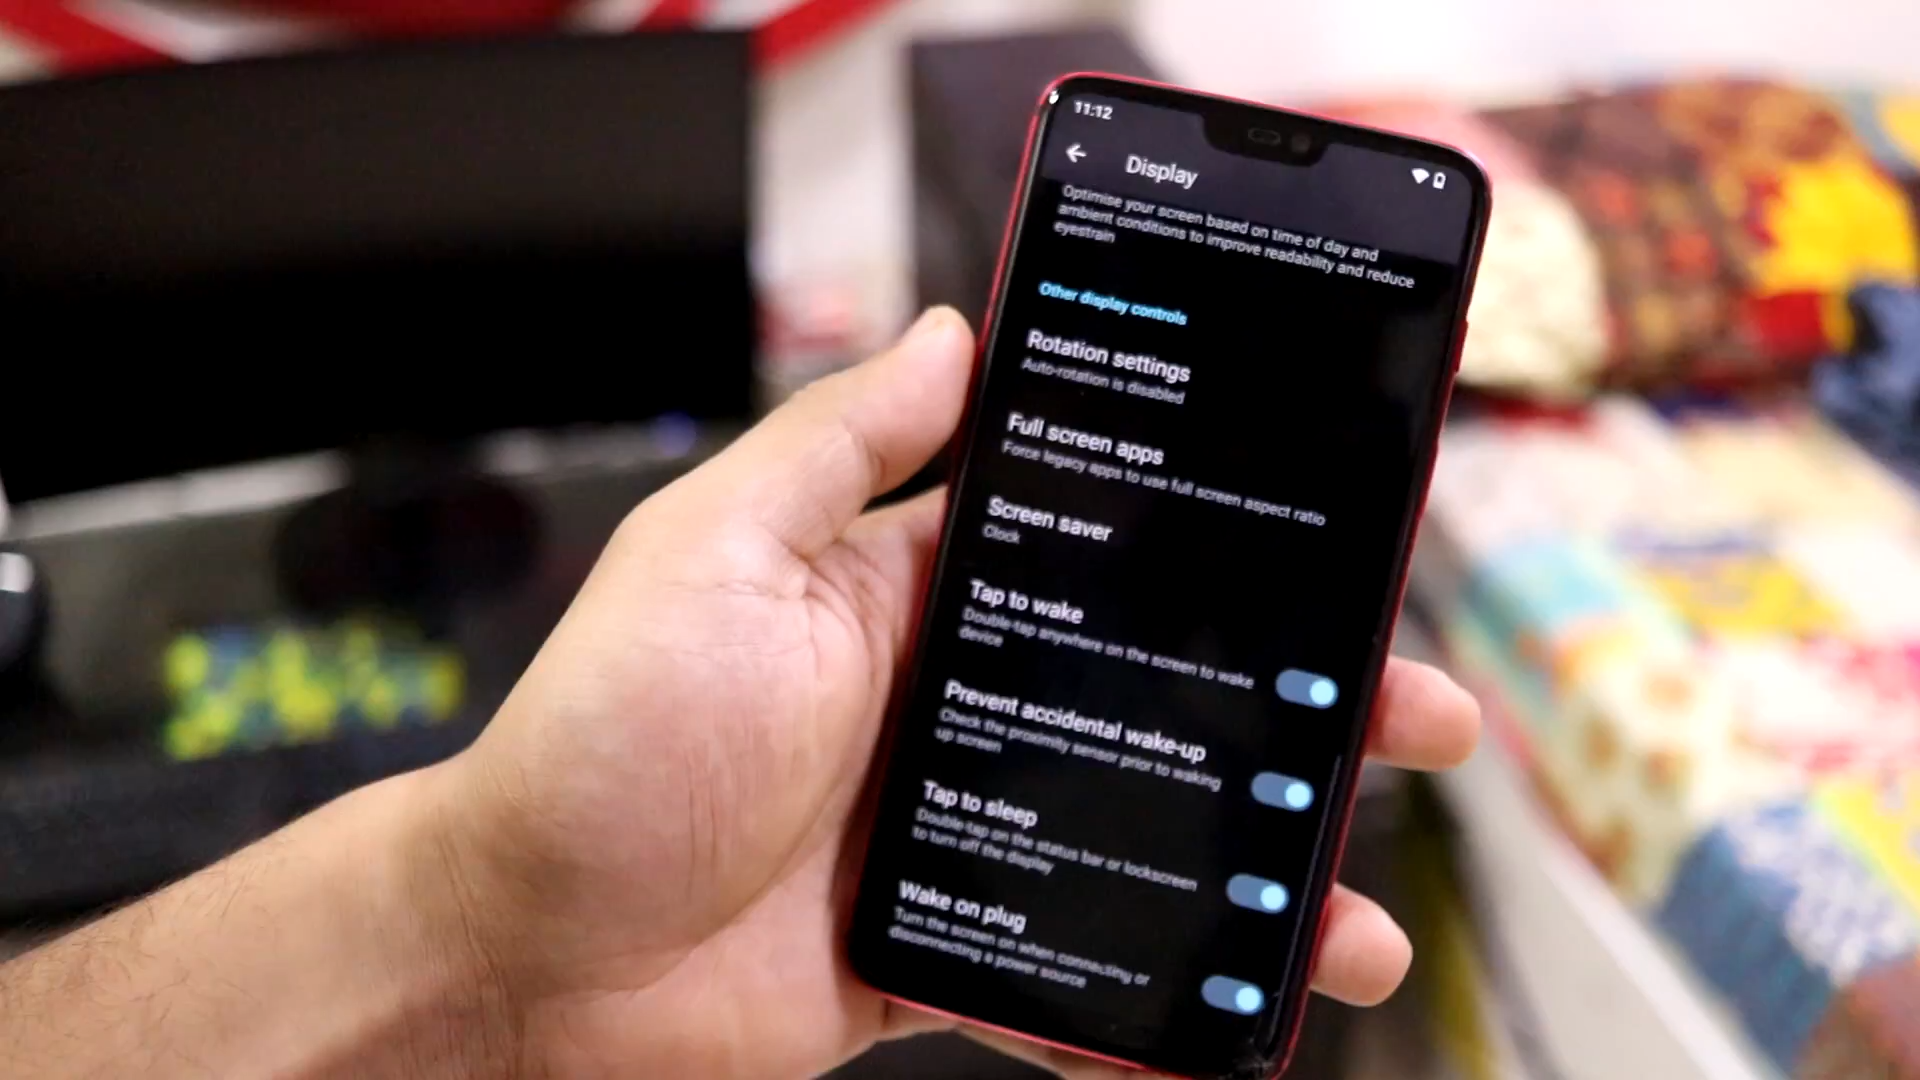 11:12
Display
Optimise your screen based on time of day and
ambient conditions to improve readability and reduce
eyestrain
Other display controls
Rotation settings
Auto-rotation is disabled
Full screen apps
Force legacy apps to use full screen aspect ratio
Screen saver
Clock
Tap to wake
Double-tap anywhere on the screen to wake
device
Prevent accidental wake-up
Check the proximity sensor prior to waking
up screen
Tap to sleep
Double-tap on the status bar or lockscreen
to turn off the display
Wake on plug
Turn the screen on when connecting or
disconnecting a power source